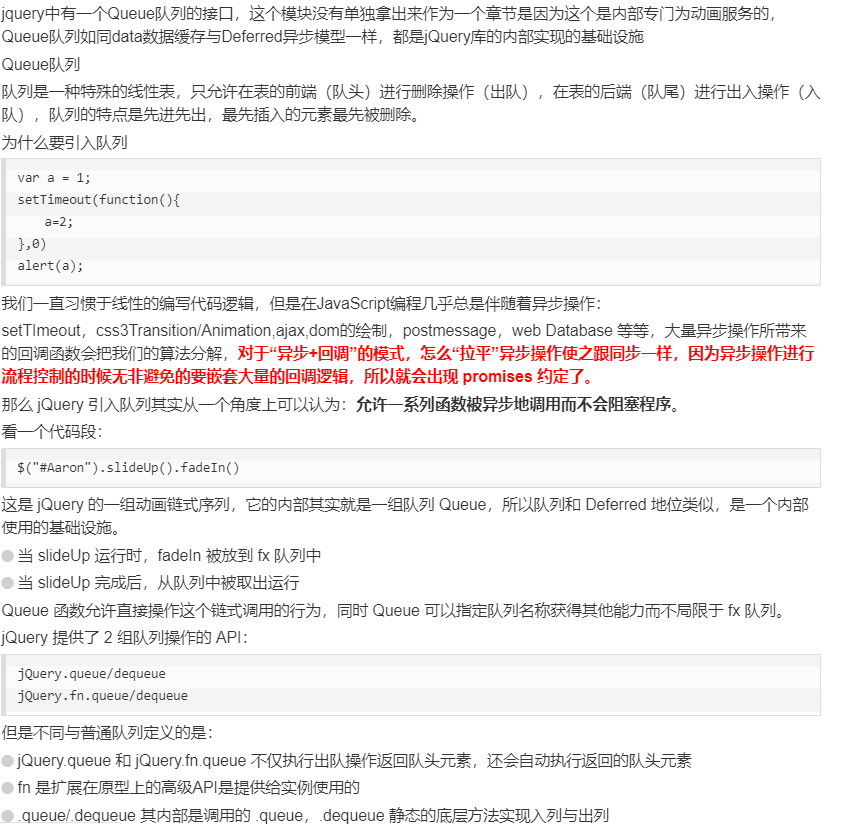 jquery中有一个Queue队列的接口，这个模块没有单独拿出来作为一个章节是因为这个是内部专门为动画服务的，
Queue队列如同data数据缓存与Deferred异步模型一样，都是jQuery库的内部实现的基础设施
Queue队列
队列是一种特殊的线性表，只允许在表的前端（队头）进行删除操作（出队），在表的后端（队尾）进行出入操作（入
队），队列的特点是先进先出，最先插入的元素最先被删除。
为什么要引入队列
var a = 1;
setTimeout(function(){
a=2;
},0)
alert(a);
我们一直习惯于线性的编写代码逻辑，但是在JavaScript编程几乎总是伴随着异步操作：
setTImeout，css3Transition/Animation,ajax,dom的绘制，postmessage，web Database 等等，大量异步操作所带来
的回调函数会把我们的算法分解，对于“异步+回调”的模式，怎么“拉平”异步操作使之跟同步一样，因为异步操作进行
流程控制的时候无非避免的要嵌套大量的回调逻辑，所以就会出现 promises 约定了。
那么 jQuery 引入队列其实从一个角度上可以认为：允许一系列函数被异步地调用而不会阻塞程序。
看一个代码段：
$("#Aaron").slideUp().fadeIn()
这是 jQuery 的一组动画链式序列，它的内部其实就是一组队列 Queue，所以队列和 Deferred 地位类似，是一个内部
使用的基础设施。
当 slideUp 运行时，fadeIn 被放到 fx 队列中
当 slideUp 完成后，从队列中被取出运行
Queue 函数允许直接操作这个链式调用的行为，同时 Queue 可以指定队列名称获得其他能力而不局限于 fx 队列。
jQuery 提供了 2 组队列操作的 API：
jQuery.queue/dequeue
jQuery.fn.queue/dequeue
但是不同与普通队列定义的是：
jQuery.queue 和 jQuery.fn.queue 不仅执行出队操作返回队头元素，还会自动执行返回的队头元素
fn 是扩展在原型上的高级API是提供给实例使用的
.queue/.dequeue 其内部是调用的 .queue，.dequeue 静态的底层方法实现入列与出列